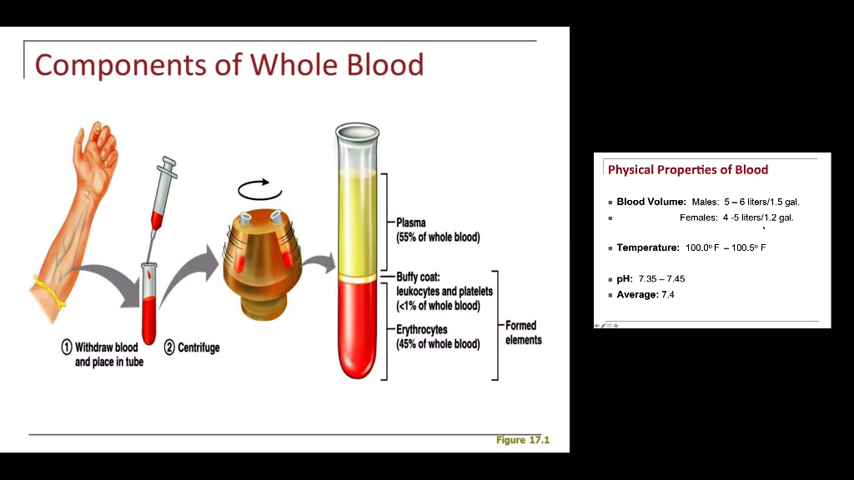 Components of Whole Blood
Plasma
(55% of whole blood)
Buffy coat:
leukocytes and platelets
(<1% of whole blood)
Erythrocytes
(45% of whole blood)
Formed
elements
1 Withdraw blood
and place in tube
2 Centrifuge
Figure 17.1
Physical Properties of Blood
Blood Volume: Males: 5 – 6 liters/1.5 gal.
Females: 4 -5 liters/1.2 gal.
Temperature: 100.0º F – 100.5º F
pH: 7.35 – 7.45
Average: 7.4